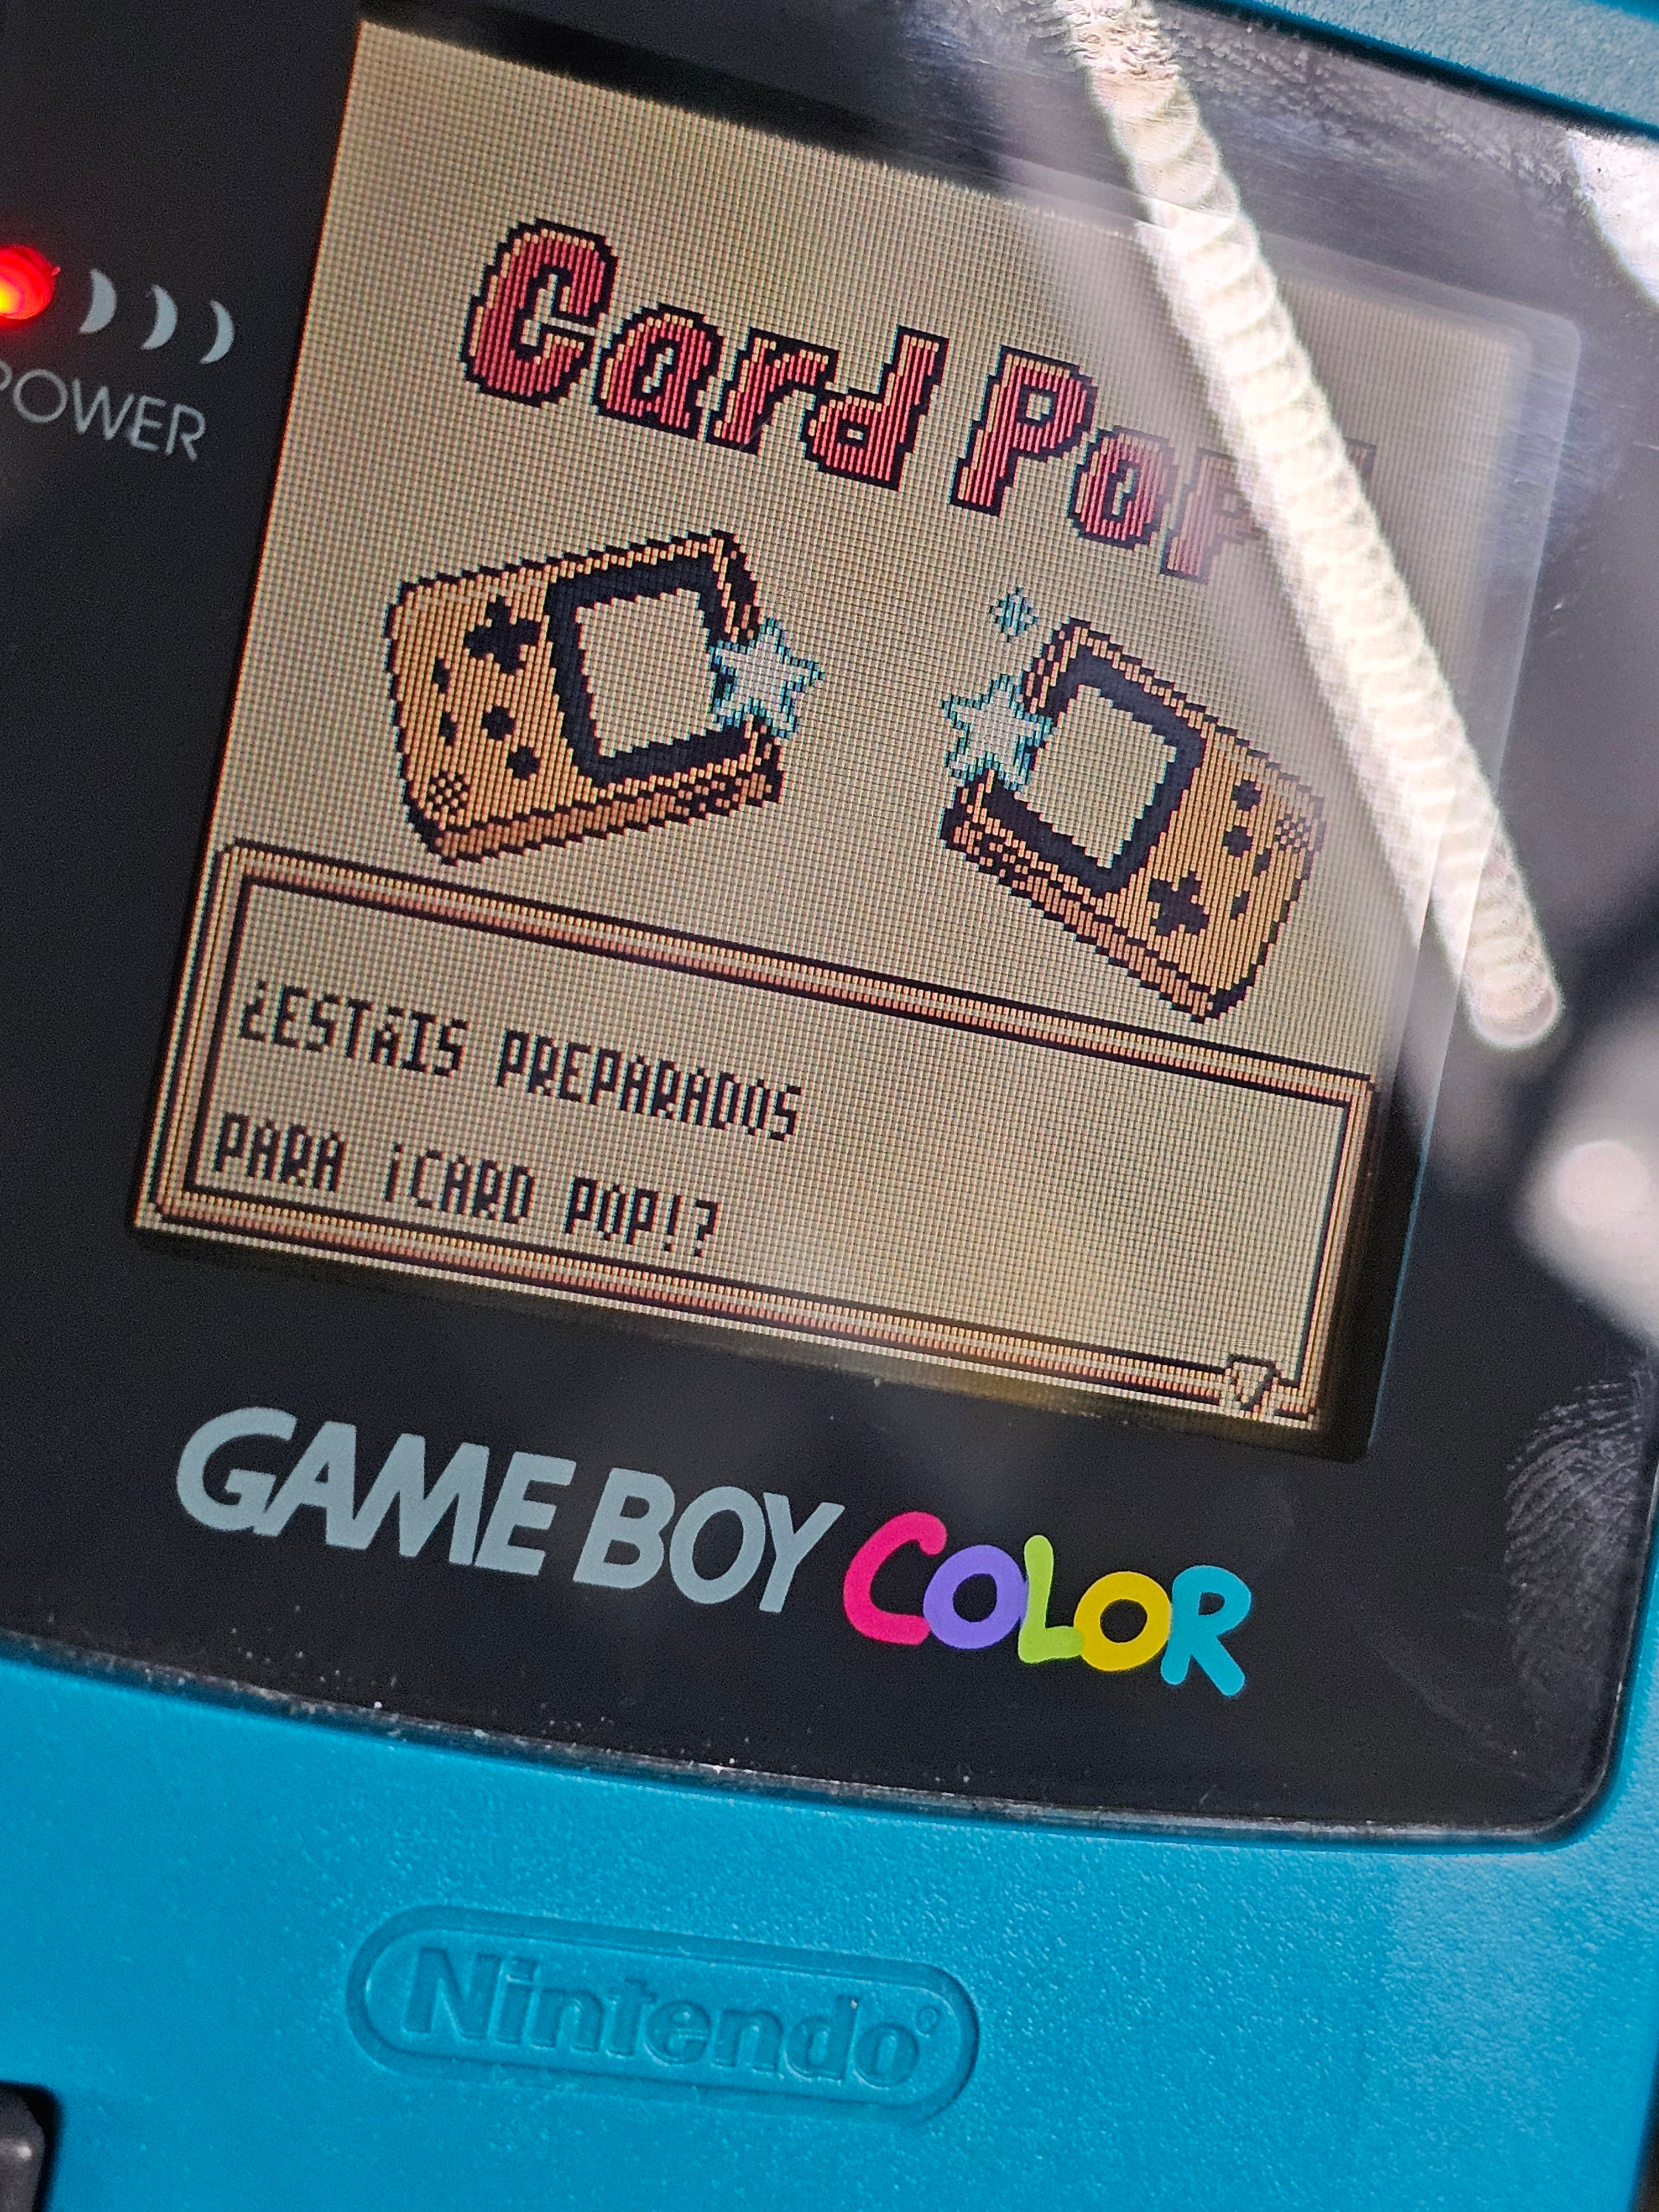 Card Pop!
POWER
¿ESTáIS PREPARADOS
PARA ¡CARD POP!?
GAME BOY COLOR
Nintendo®